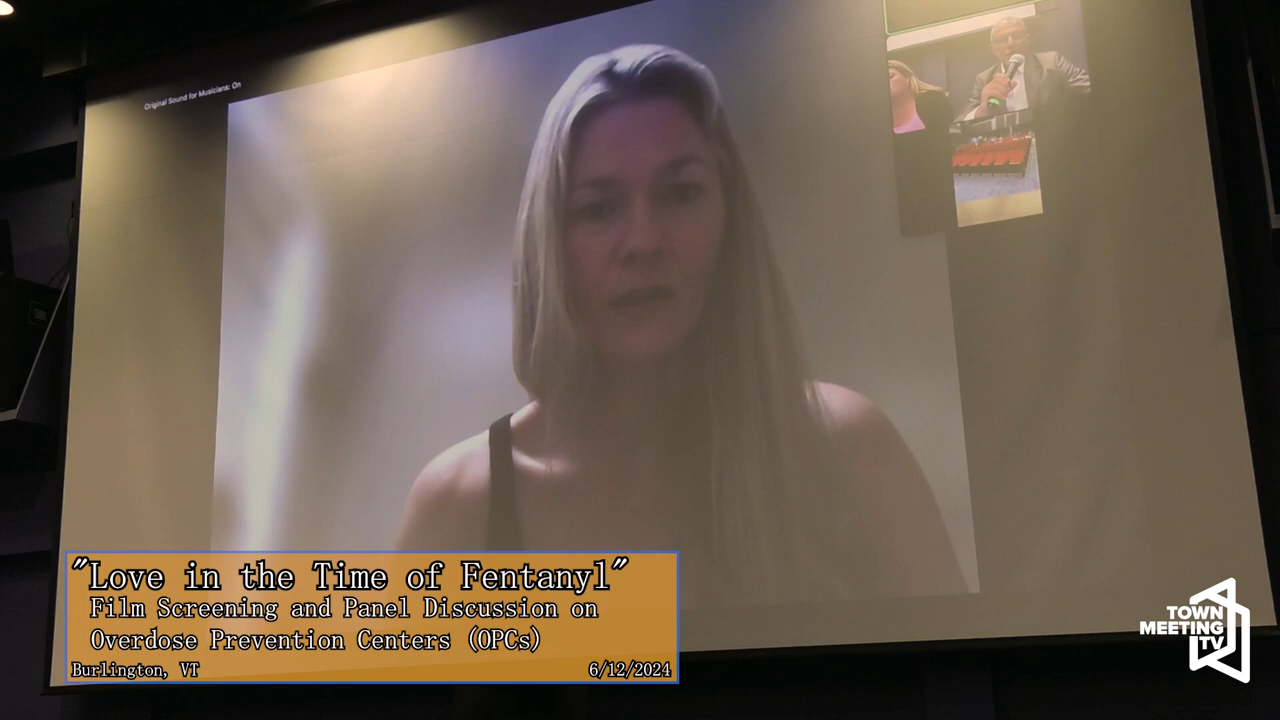 Original Sound for Musicians: On
"Love in the Time of Fentanyl"
Film Screening and Panel Discussion on
Overdose Prevention Centers (OPCs)
Burlington, VT
6/12/2024
TOWN
MEETING
TV